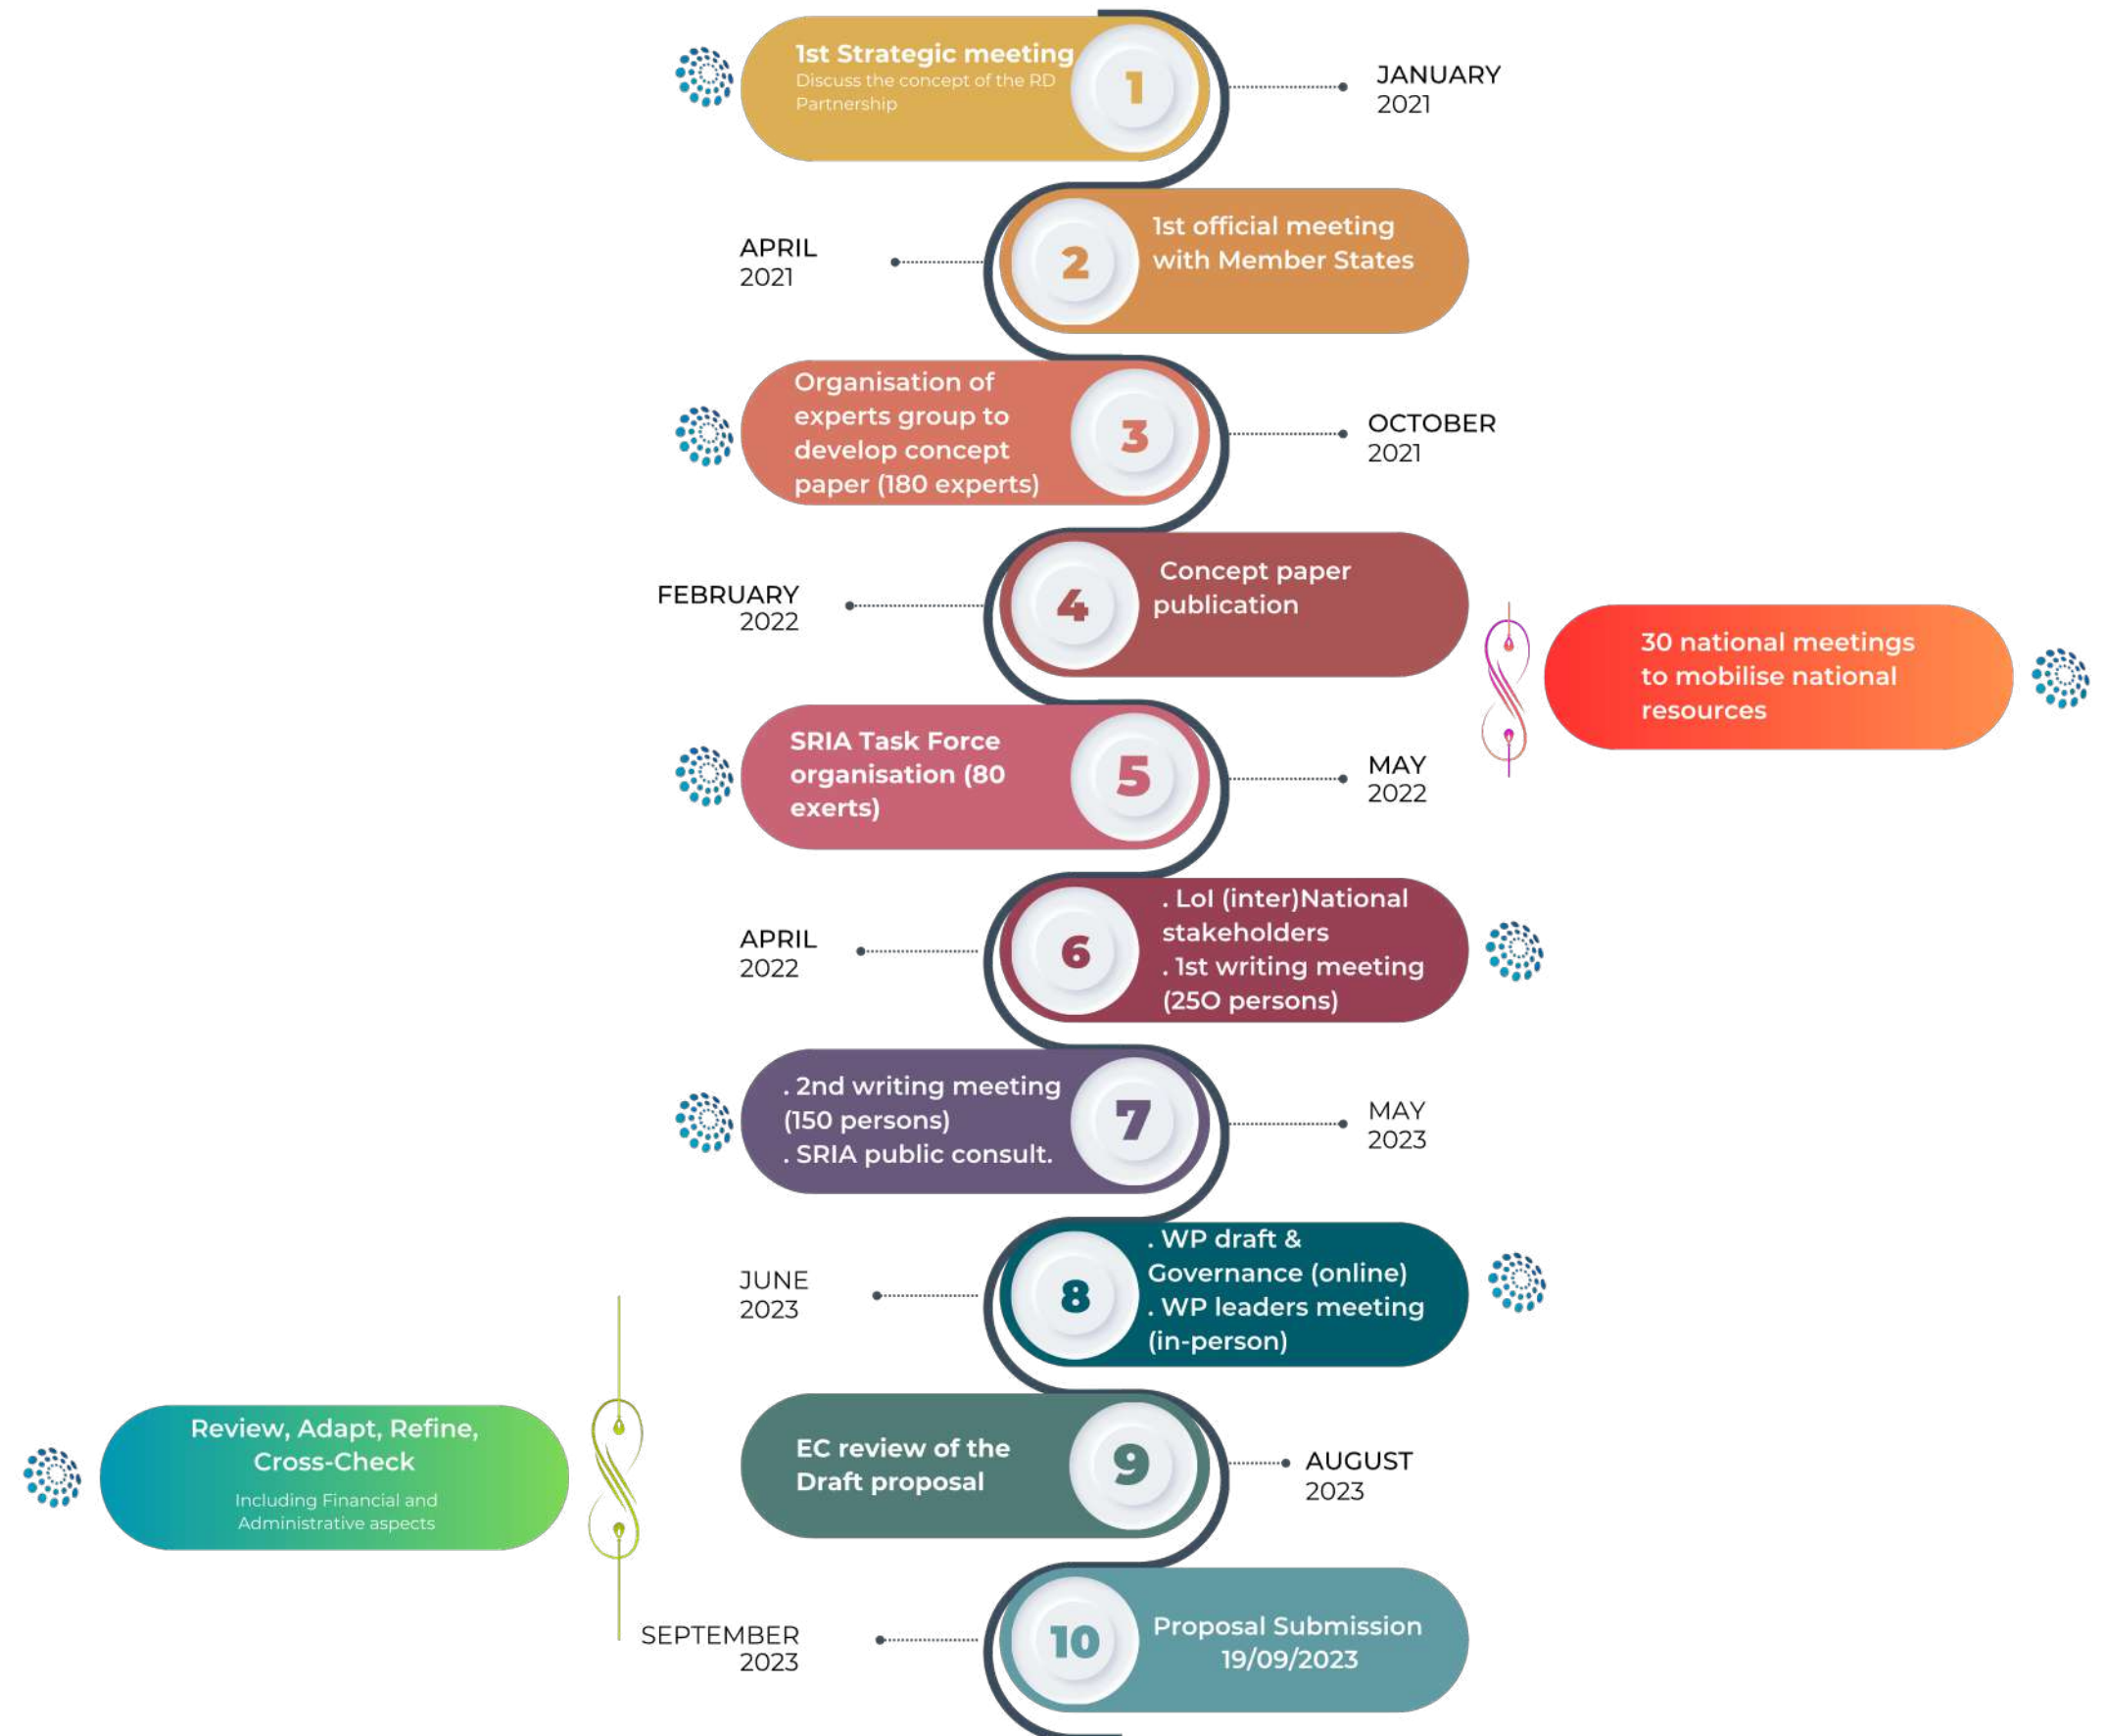 1st Strategic meeting
Discuss the concept of the RD
Partnership
1
JANUARY
2021
APRIL
2021
2
1st official meeting
with Member States
Organisation of
experts group to
develop concept
paper (180 experts)
3
OCTOBER
2021
FEBRUARY
2022
4
Concept paper
publication
30 national meetings
to mobilise national
resources
SRIA Task Force
organisation (80
exerts)
5
MAY
2022
APRIL
2022
6
. LoI (inter)National
stakeholders
. 1st writing meeting
(25O persons)
. 2nd writing meeting
(150 persons)
. SRIA public consult.
7
MAY
2023
JUNE
2023
8
. WP draft &
Governance (online)
. WP leaders meeting
(in-person)
Review, Adapt, Refine,
Cross-Check
Including Financial and
Administrative aspects
EC review of the
Draft proposal
9
AUGUST
2023
SEPTEMBER
2023
10
Proposal Submission
19/09/2023